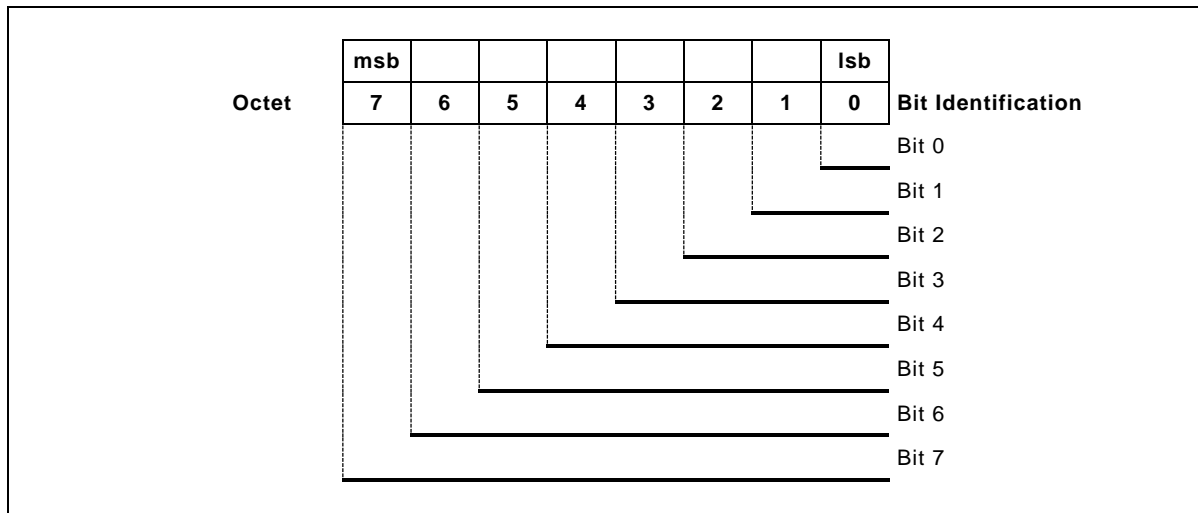 msb lsb
Octet 7 6 5 4 3 2 1 0 Bit Identification
Bit 0
Bit 1
Bit 2
Bit 3
Bit 4
Bit 5
Bit 6
Bit 7